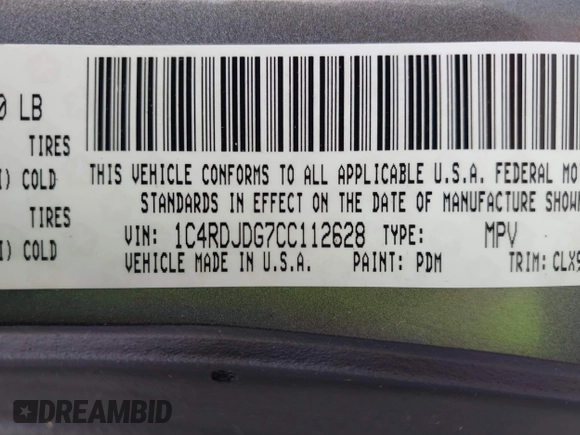 0 LB
TIRES
I) COLD
TIRES
I) COLD
THIS VEHICLE CONFORMS TO ALL APPLICABLE U.S.A. FEDERAL MO
STANDARDS IN EFFECT ON THE DATE OF MANUFACTURE SHOWN
VIN: 1C4RDJDG7CC112628 TYPE: MPV
VEHICLE MADE IN U.S.A. PAINT: PDM TRIM: CLX9
DREAMBID